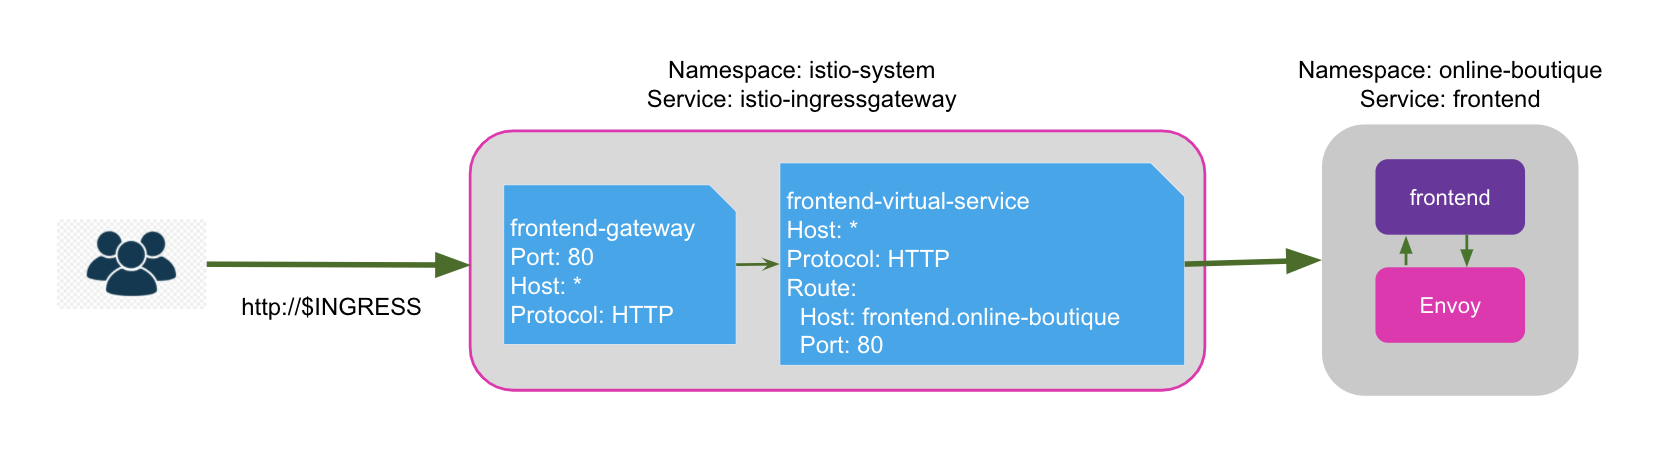 Namespace: istio-system
Service: istio-ingressgateway
Namespace: online-boutique
Service: frontend
http://$INGRESS
frontend-gateway
Port: 80
Host: *
Protocol: HTTP
frontend-virtual-service
Host: *
Protocol: HTTP
Route:
Host: frontend.online-boutique
Port: 80
frontend
Envoy